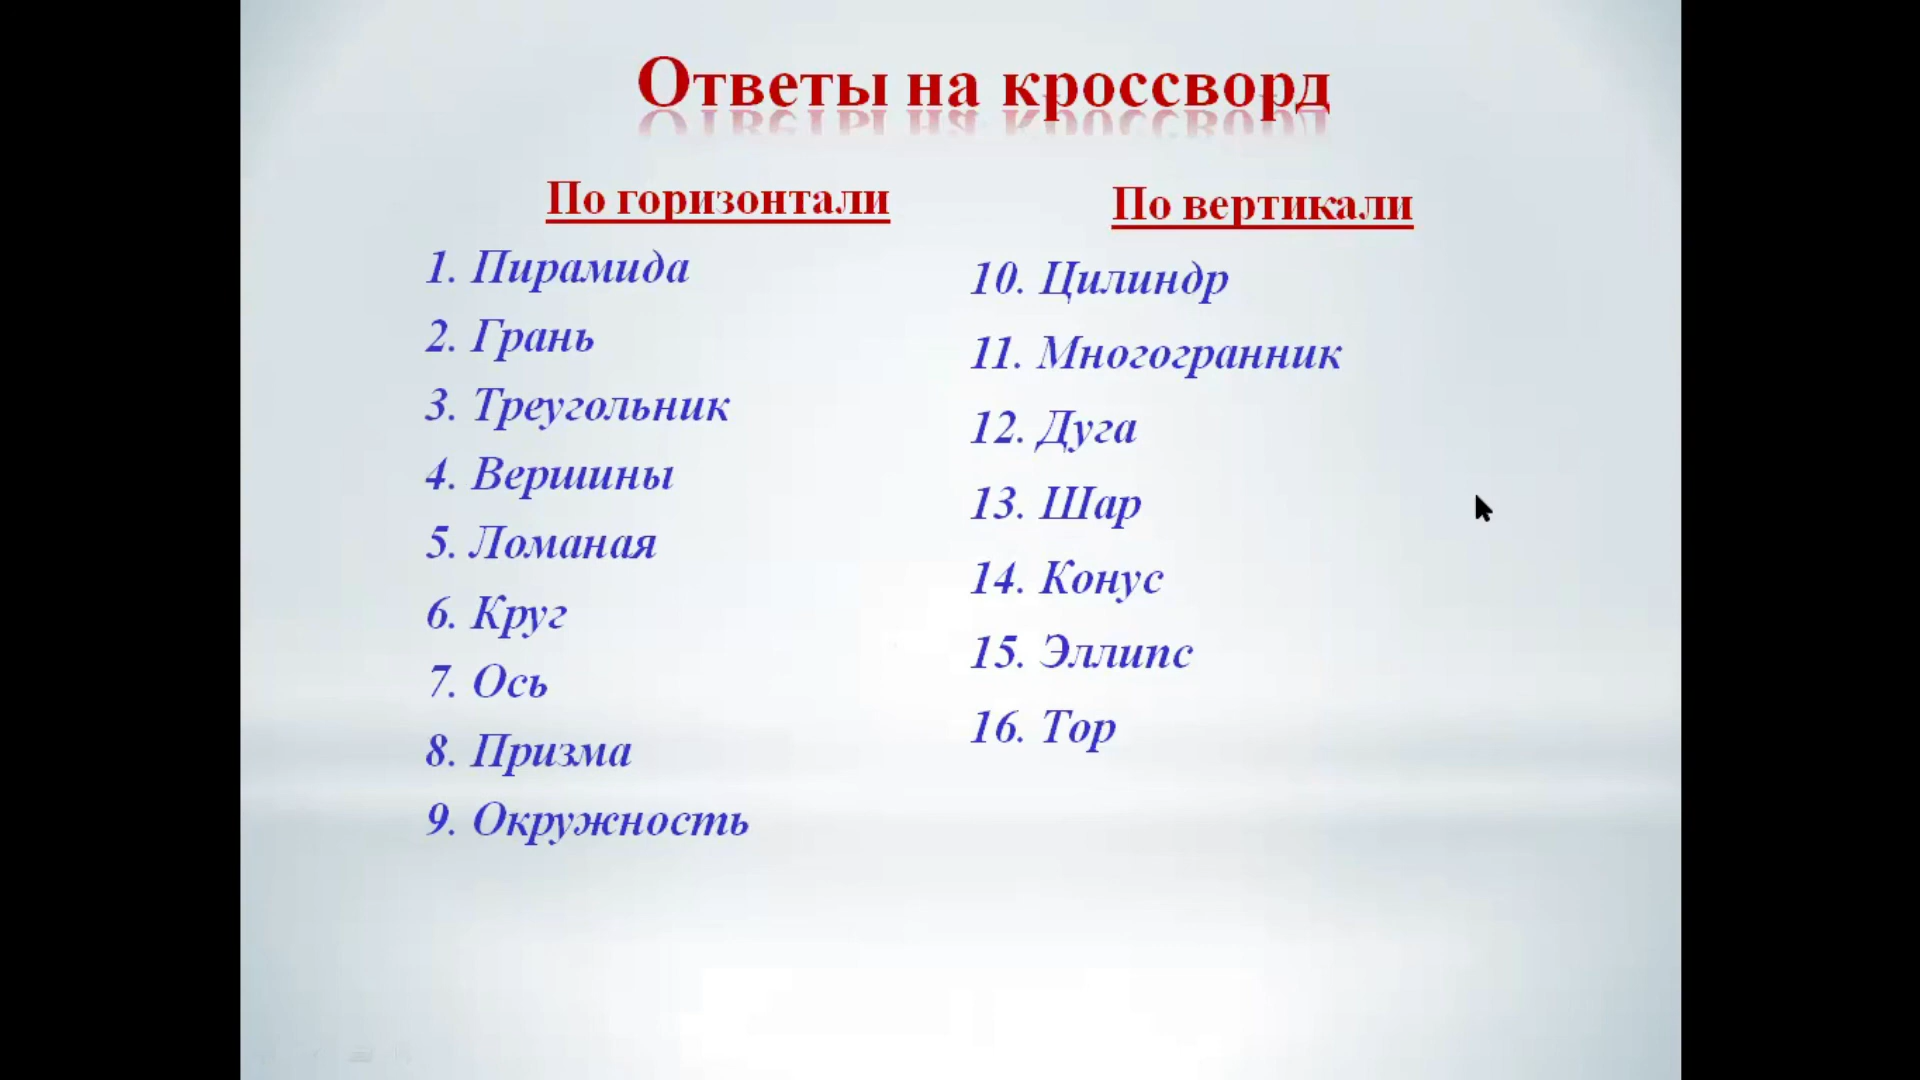 Ответы на кроссворд
По горизонтали
1. Пирамида
2. Грань
3. Треугольник
4. Вершины
5. Ломаная
6. Круг
7. Ось
8. Призма
9. Окружность
По вертикали
10. Цилиндр
11. Многогранник
12. Дуга
13. Шар
14. Конус
15. Эллипс
16. Тор